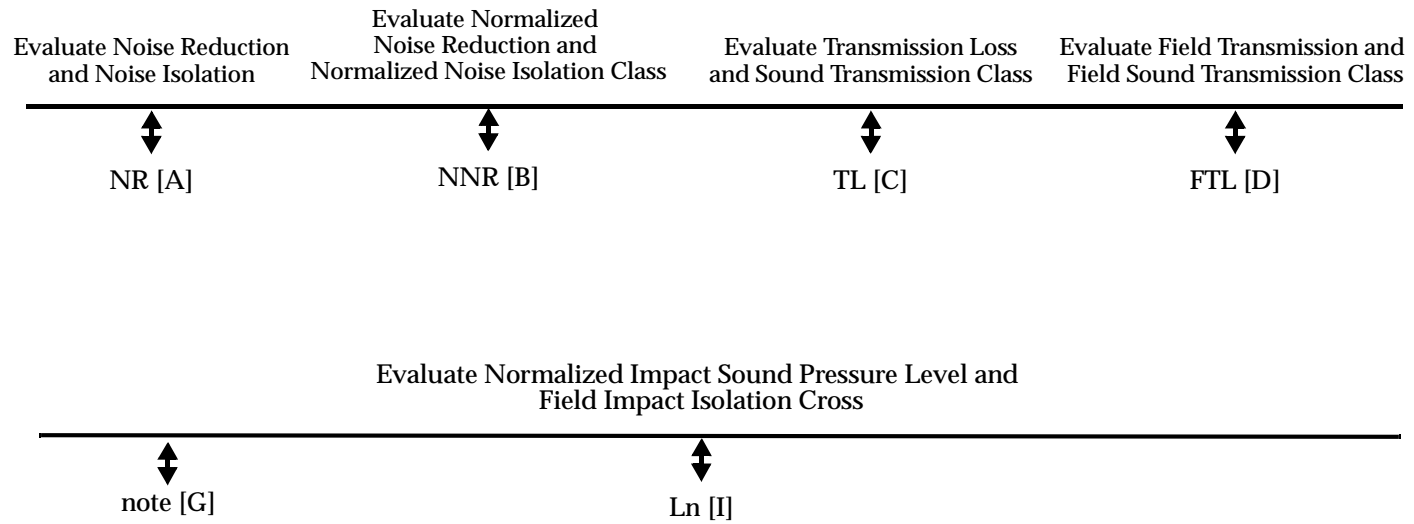 Evaluate Noise Reduction
and Noise Isolation
Evaluate Normalized
Noise Reduction and
Normalized Noise Isolation Class
Evaluate Transmission Loss
and Sound Transmission Class
Evaluate Field Transmission and
Field Sound Transmission Class
NR [A]
NNR [B]
TL [C]
FTL [D]
Evaluate Normalized Impact Sound Pressure Level and
Field Impact Isolation Cross
note [G]
Ln [I]